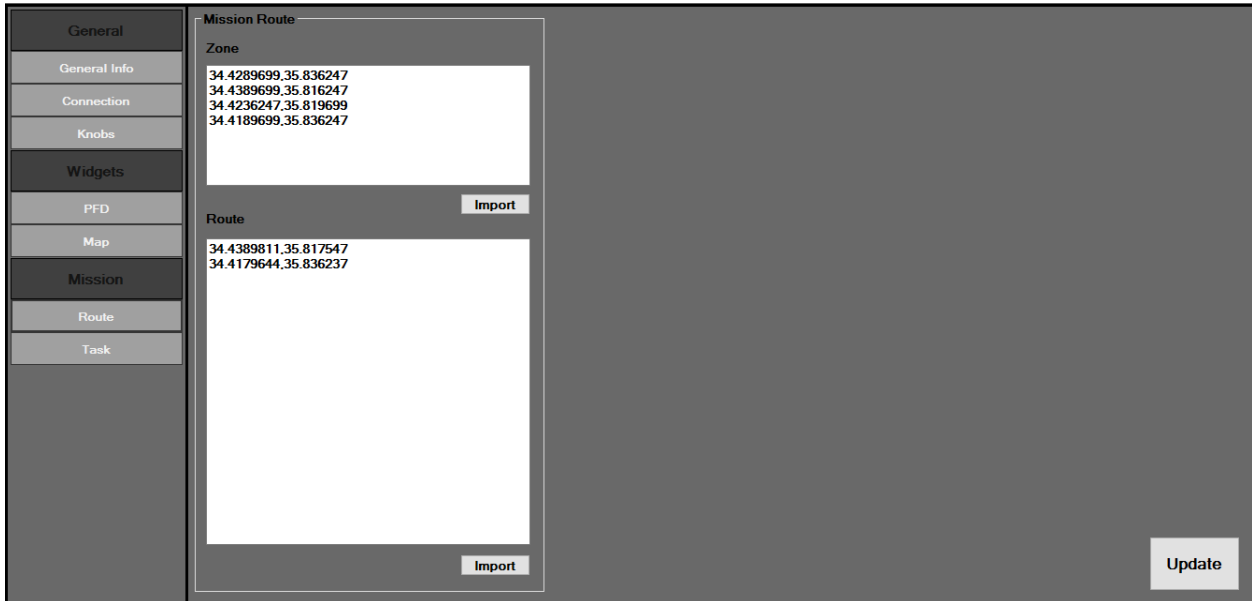 General
General Info
Connection
Knobs
Widgets
PFD
Map
Mission
Route
Task
Mission Route
Zone
34.4289699,35.836247
34.4389699,35.816247
34.4236247,35.819699
34.4189699,35.836247
Import
Route
34.4389811,35.817547
34.4179644,35.836237
Import
Update